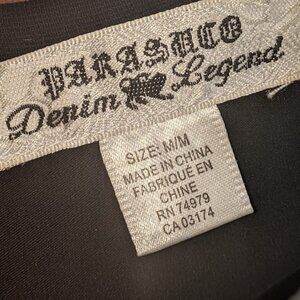 PARASUCO
Denim Legend
SIZE: M/M
MADE IN CHINA
FABRIQUÉ EN
CHINE
RN 74979
CA 03174